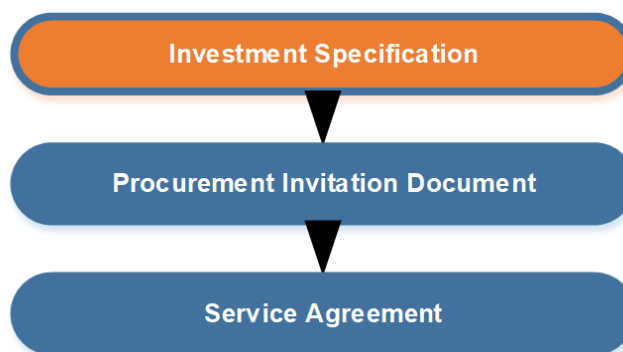 Investment Specification
Procurement Invitation Document
Service Agreement